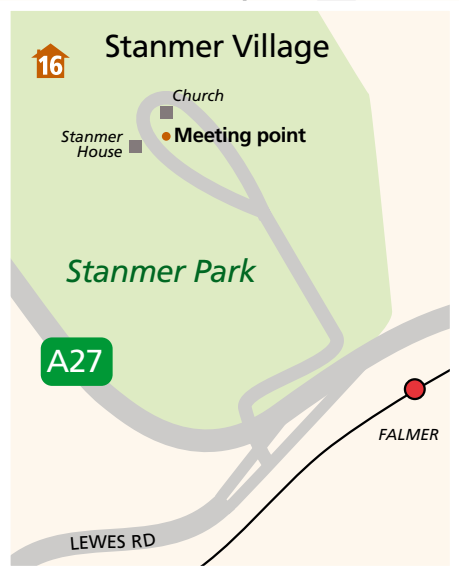 Stanmer Village
16
Church
Stanmer
House
Meeting point
Stanmer Park
A27
FALMER
LEWES RD